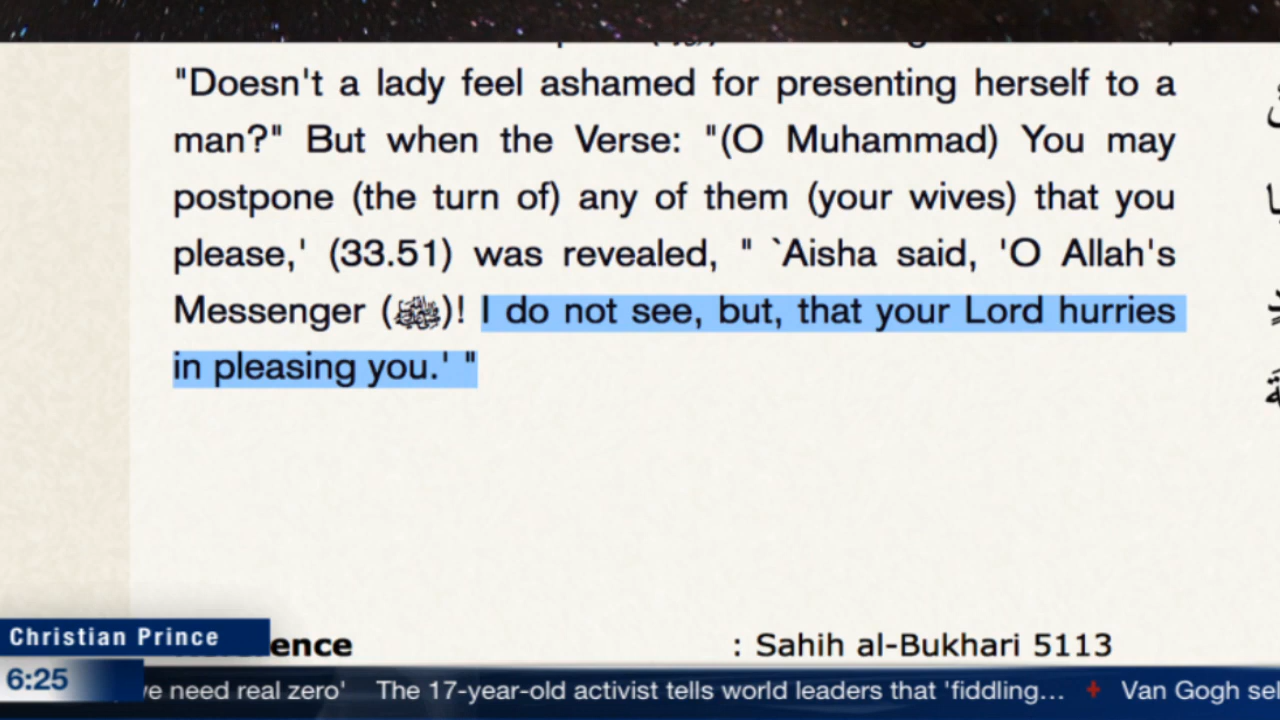 "Doesn't a lady feel ashamed for presenting herself to a
man?" But when the Verse: "(O Muhammad) You may
postpone (the turn of) any of them (your wives) that you
please,' (33.51) was revealed, " `Aisha said, 'O Allah's
Messenger (ﷺ)! I do not see, but, that your Lord hurries
in pleasing you.' "
Christian Prince
ence : Sahih al-Bukhari 5113
6:25 we need real zero' The 17-year-old activist tells world leaders that 'fiddling... Van Gogh sel